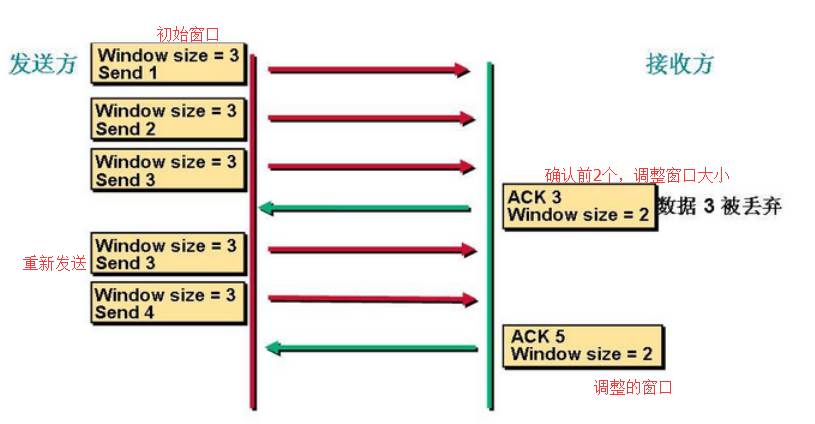 初始窗口
发送方
接收方
Window size = 3
Send 1
Window size = 3
Send 2
Window size = 3
Send 3
确认前2个，调整窗口大小
ACK 3
Window size = 2
数据 3 被丢弃
重新发送
Window size = 3
Send 3
Window size = 3
Send 4
ACK 5
Window size = 2
调整的窗口